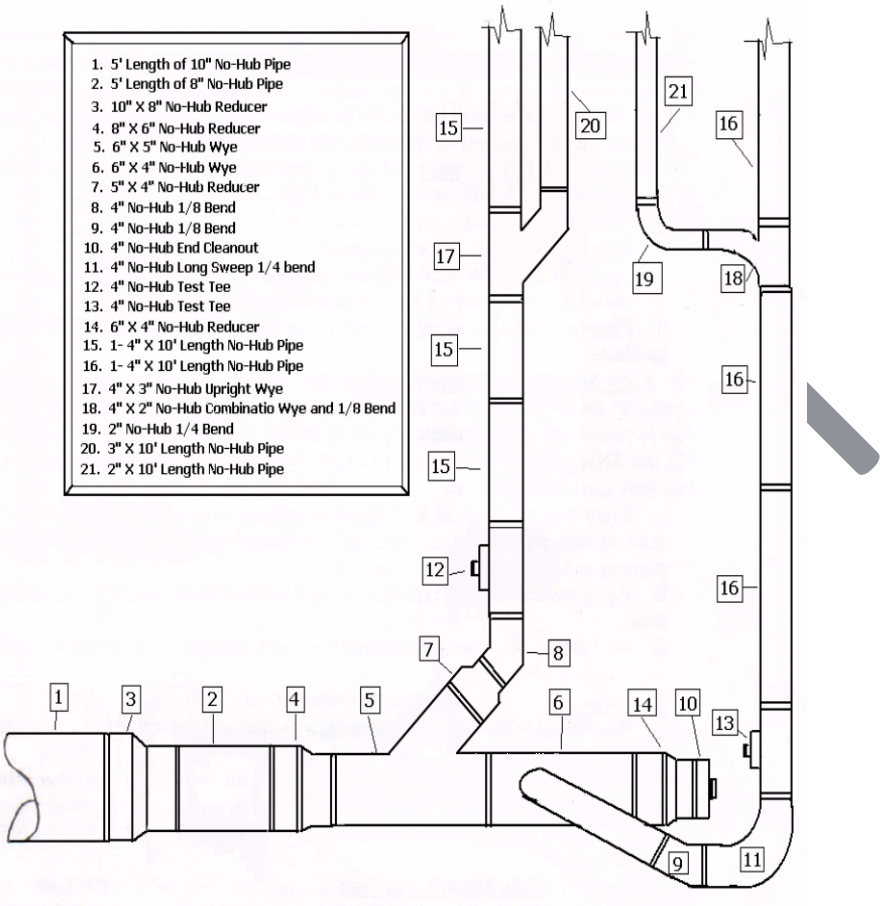 1. 5' Length of 10" No-Hub Pipe
2. 5' Length of 8" No-Hub Pipe
3. 10" X 8" No-Hub Reducer
4. 8" X 6" No-Hub Reducer
5. 6" X 5" No-Hub Wye
6. 6" X 4" No-Hub Wye
7. 5" X 4" No-Hub Reducer
8. 4" No-Hub 1/8 Bend
9. 4" No-Hub 1/8 Bend
10. 4" No-Hub End Cleanout
11. 4" No-Hub Long Sweep 1/4 bend
12. 4" No-Hub Test Tee
13. 4" No-Hub Test Tee
14. 6" X 4" No-Hub Reducer
15. 1- 4" X 10' Length No-Hub Pipe
16. 1- 4" X 10' Length No-Hub Pipe
17. 4" X 3" No-Hub Upright Wye
18. 4" X 2" No-Hub Combinatio Wye and 1/8 Bend
19. 2" No-Hub 1/4 Bend
20. 3" X 10' Length No-Hub Pipe
21. 2" X 10' Length No-Hub Pipe
15
20
21
16
17
19
18
15
16
15
12
16
7
8
1
3
2
4
5
6
14
10
13
9
11